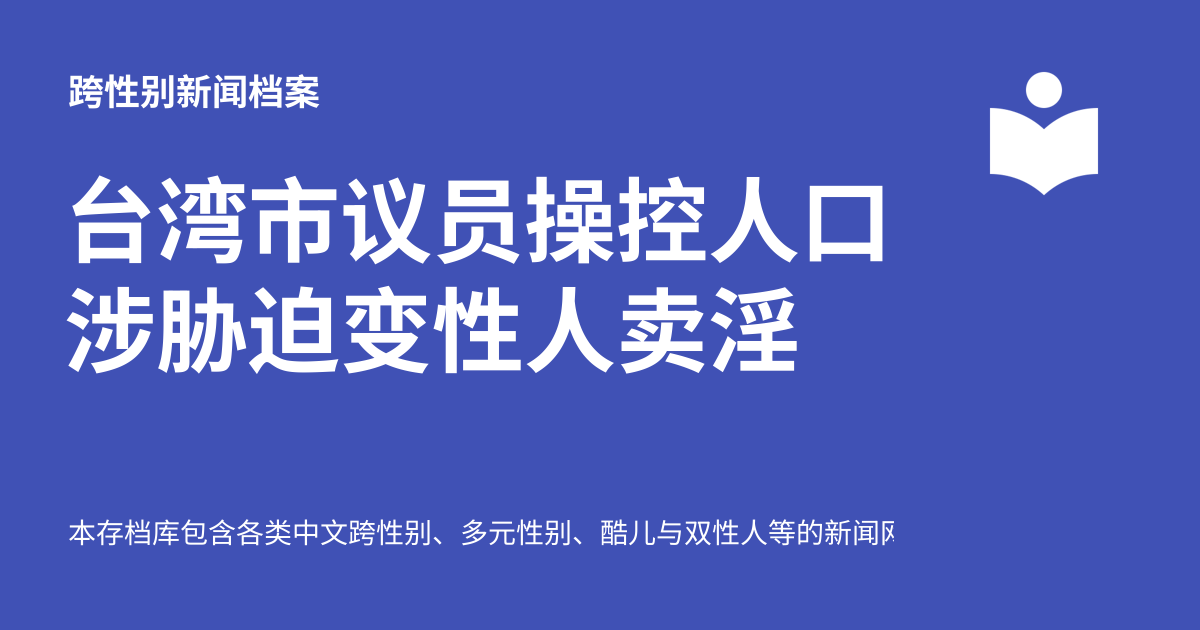 跨性别新闻档案
台湾市议员操控人口
涉胁迫变性人卖淫
本存档库包含各类中文跨性别、多元性别、酷儿与双性人等的新闻